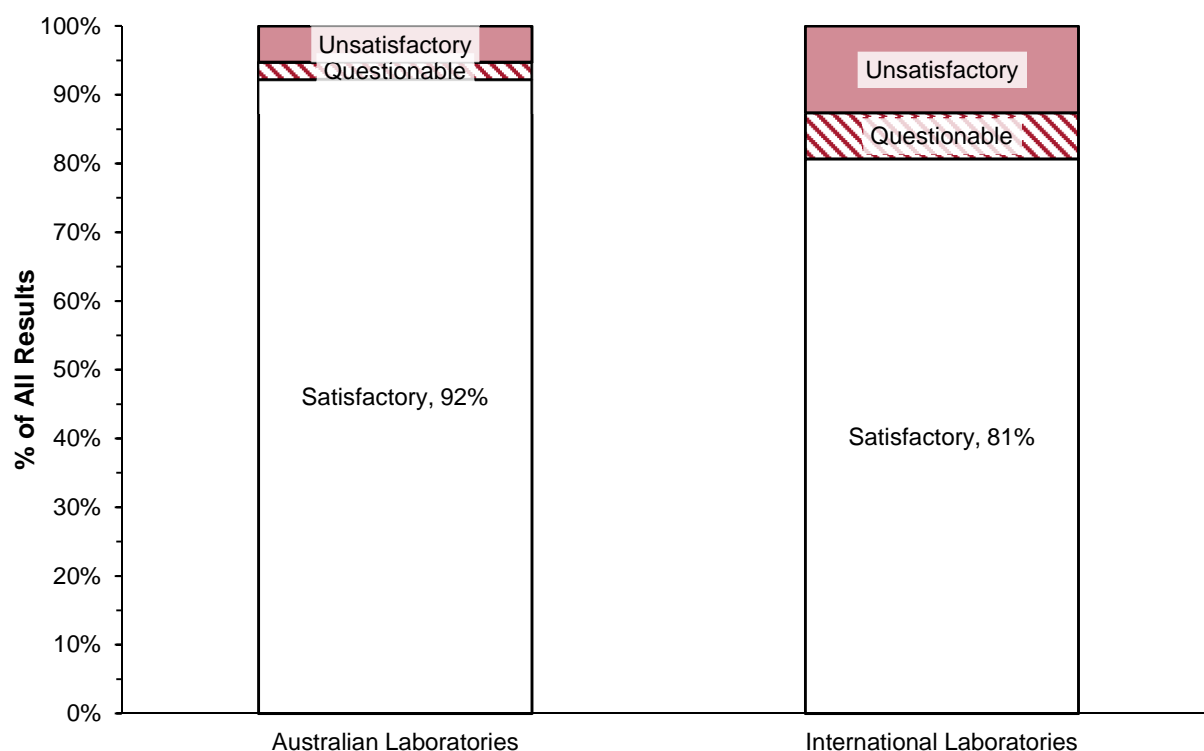 100%
90%
80%
70%
60%
50%
40%
30%
20%
10%
0%
% of All Results
Unsatisfactory
Questionable
Satisfactory, 92%
Unsatisfactory
Questionable
Satisfactory, 81%
Australian Laboratories
International Laboratories